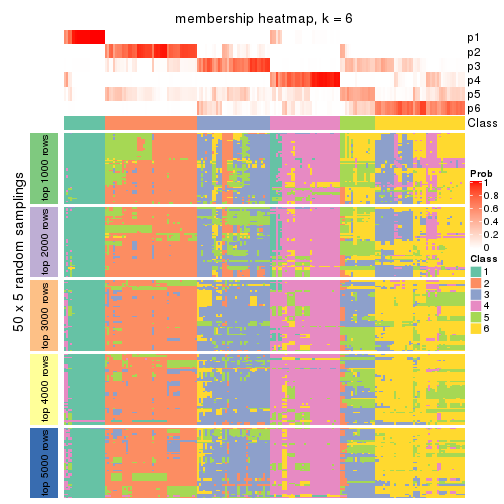 membership heatmap, k = 6
p1
p2
p3
p4
p5
p6
Class
50 x 5 random samplings
top 1000 rows
top 2000 rows
top 3000 rows
top 4000 rows
top 5000 rows
Prob
1
0.8
0.6
0.4
0.2
0
Class
1
2
3
4
5
6